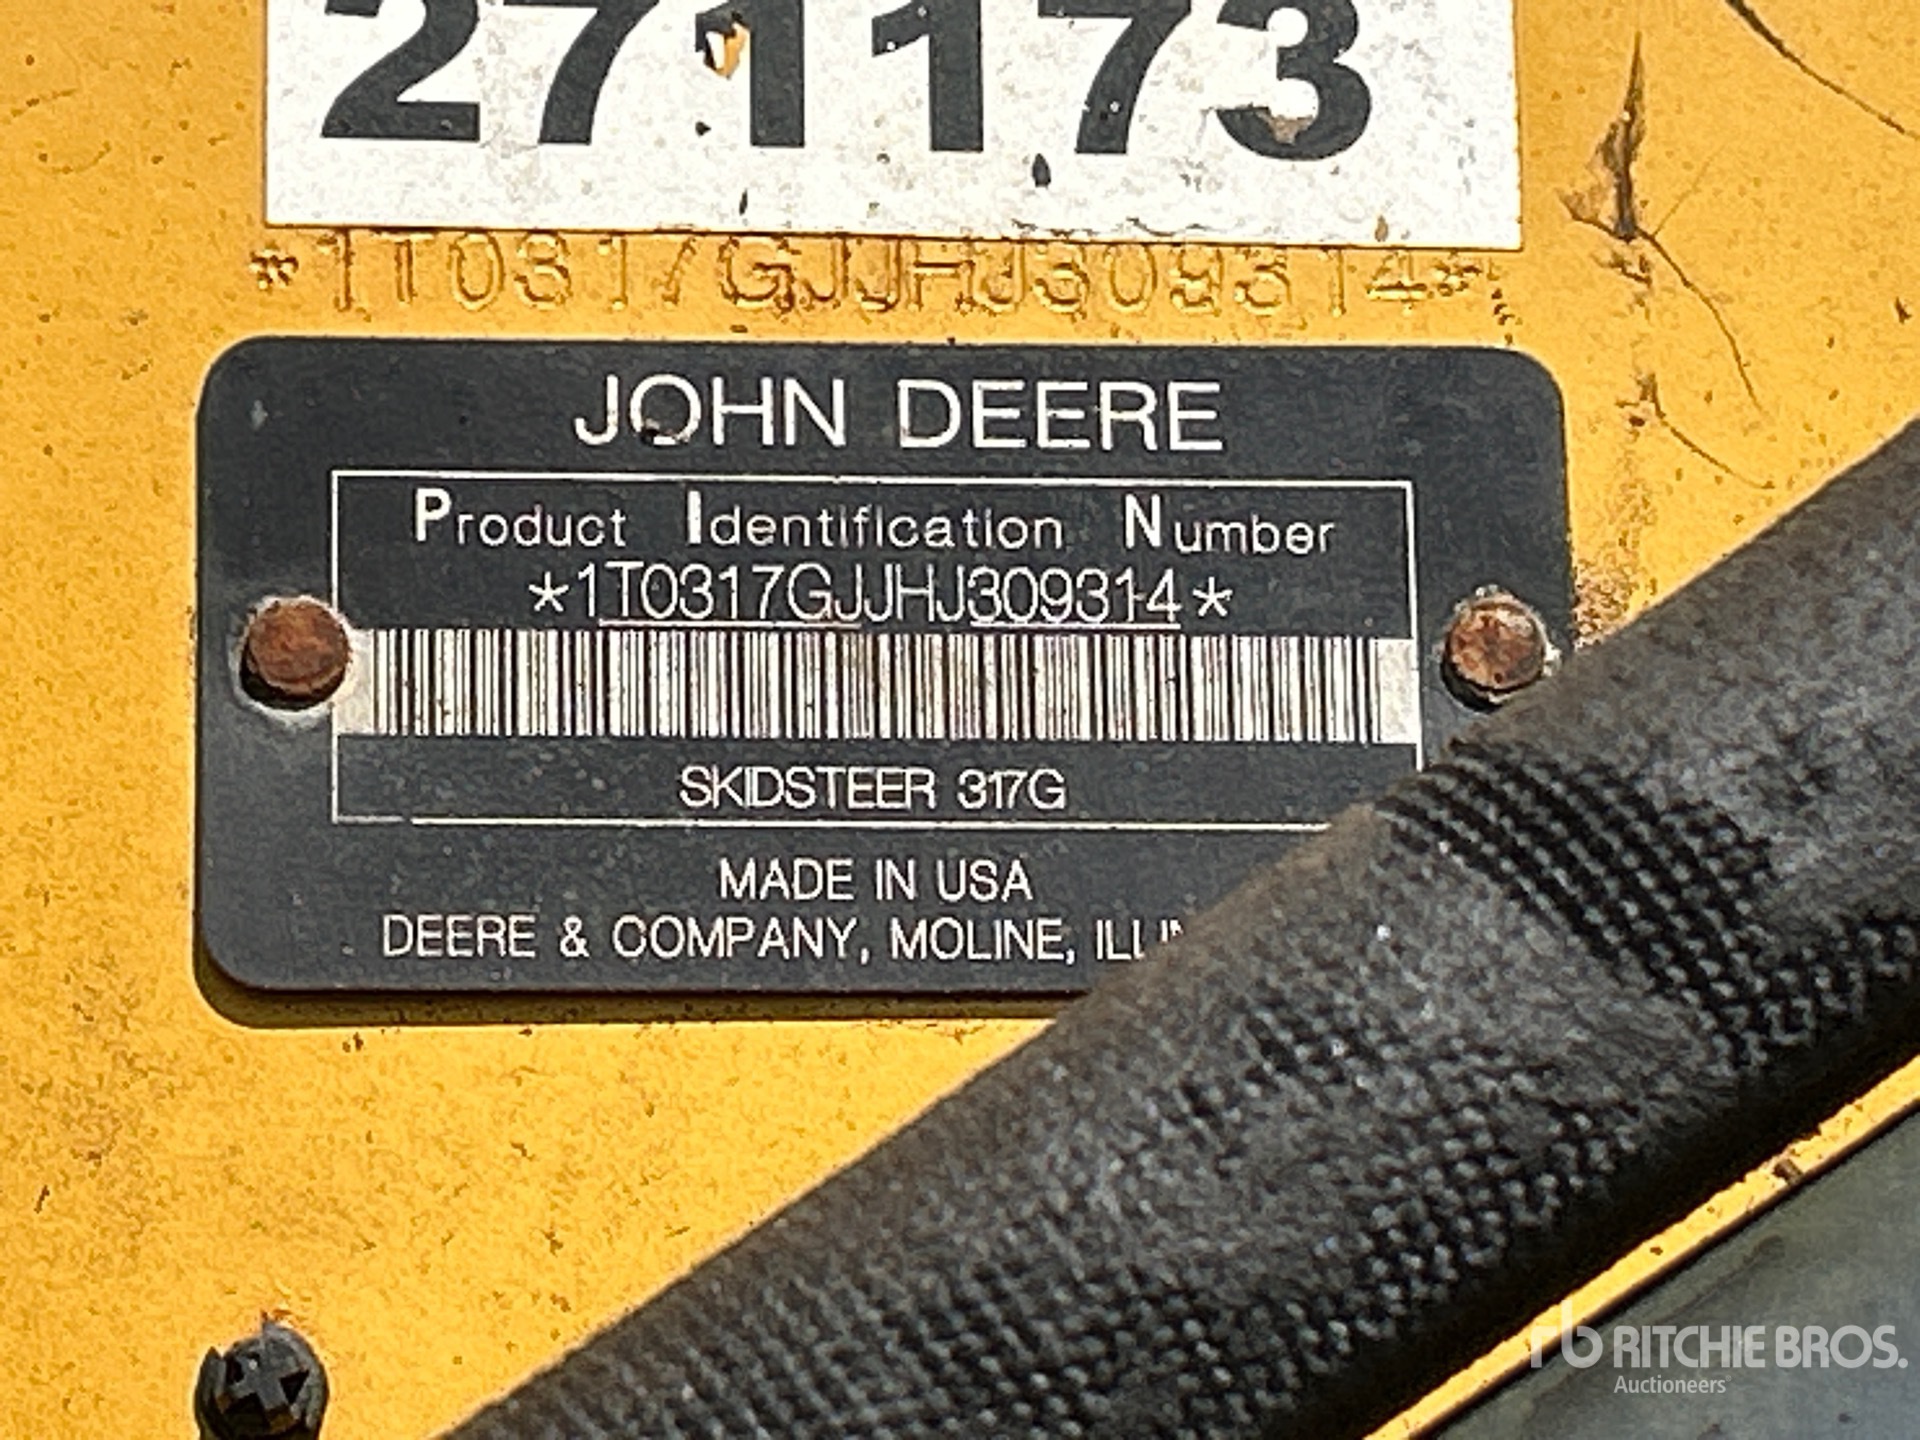 271173
*1T0317GJJHJ309314*
JOHN DEERE
Product Identification Number
*1T0317GJJHJ309314*
SKIDSTEER 317G
MADE IN USA
DEERE & COMPANY, MOLINE,
rb RITCHIE BROS.
Auctioneers